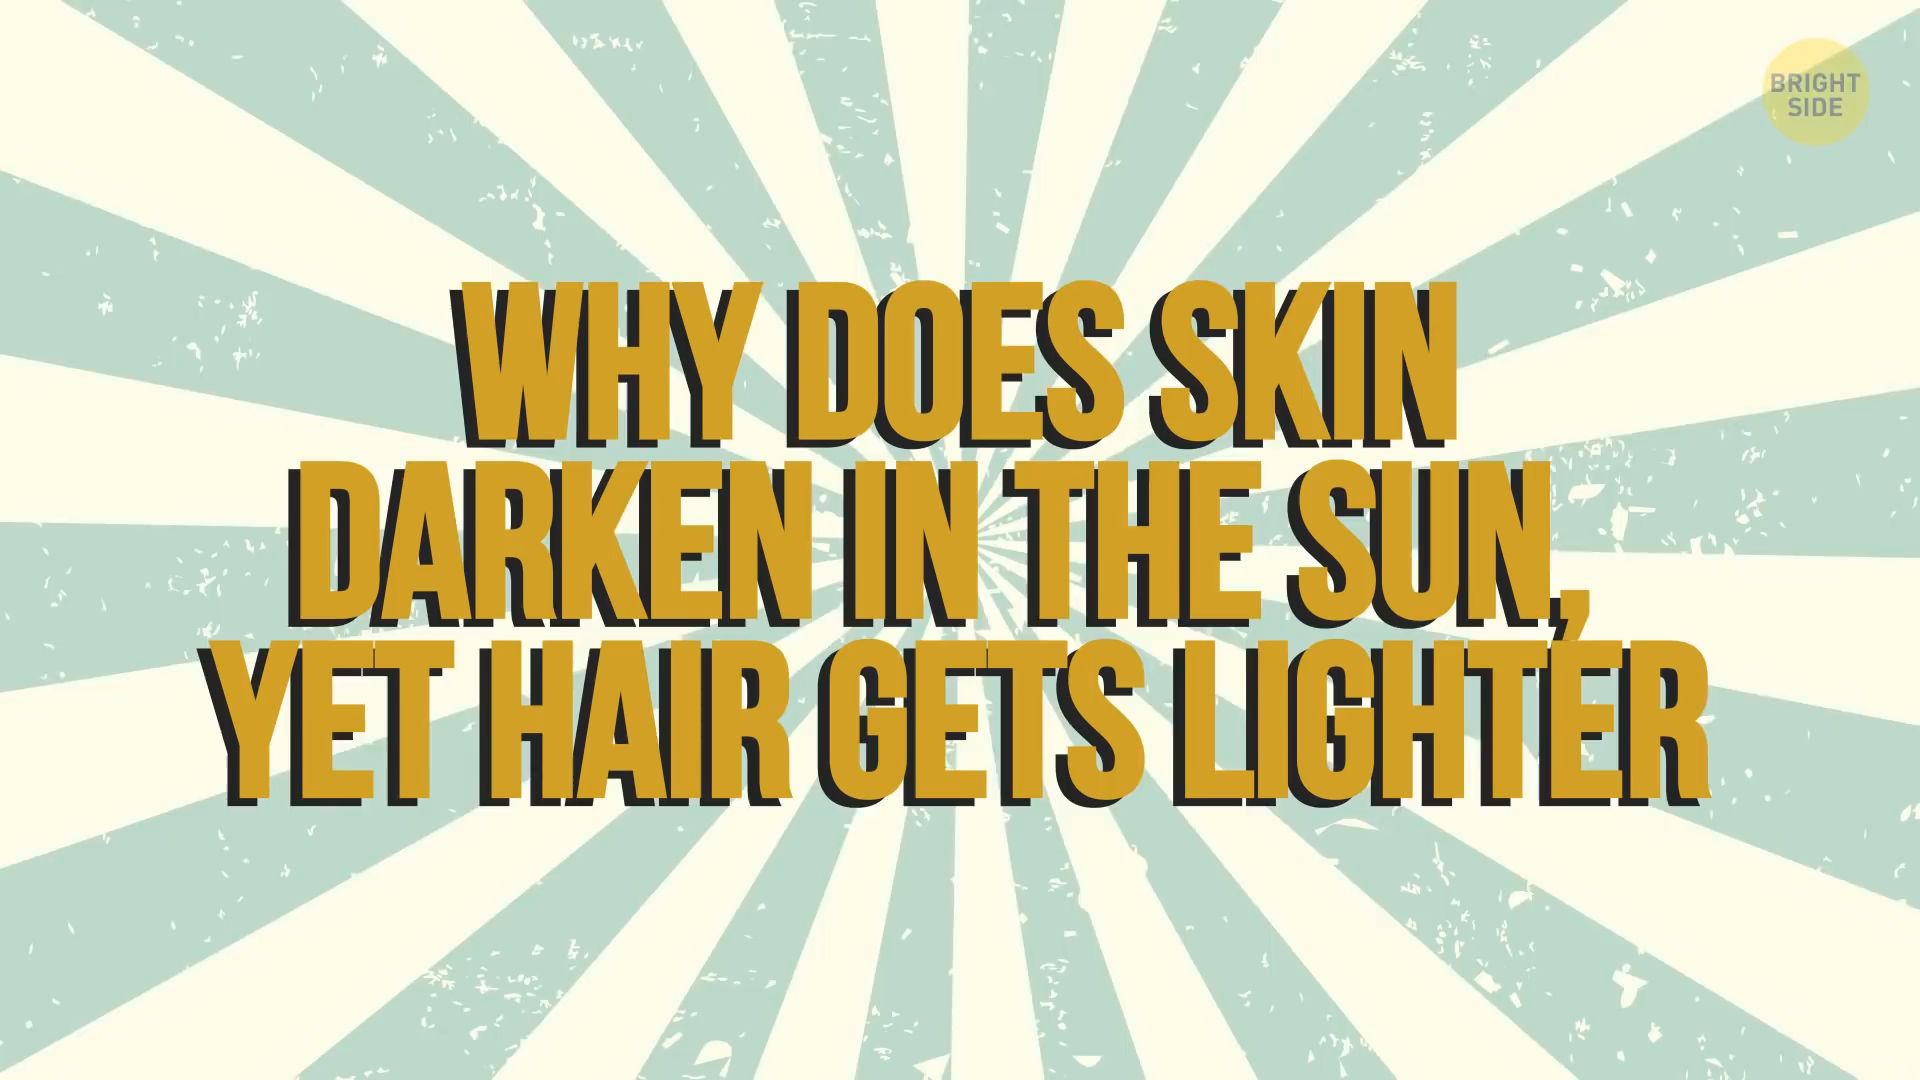 BRIGHT
SIDE
WHY DOES SKIN
DARKEN IN THE SUN,
YET HAIR GETS LIGHTER